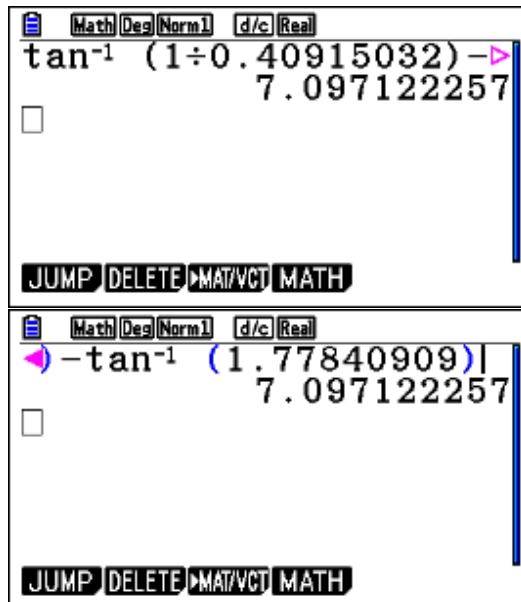 Math Deg Norm1 d/c Real
tan⁻¹ (1÷0.40915032)−
7.097122257
JUMP DELETE ▶MAT/VCT MATH
Math Deg Norm1 d/c Real
)−tan⁻¹ (1.77840909)
7.097122257
JUMP DELETE ▶MAT/VCT MATH